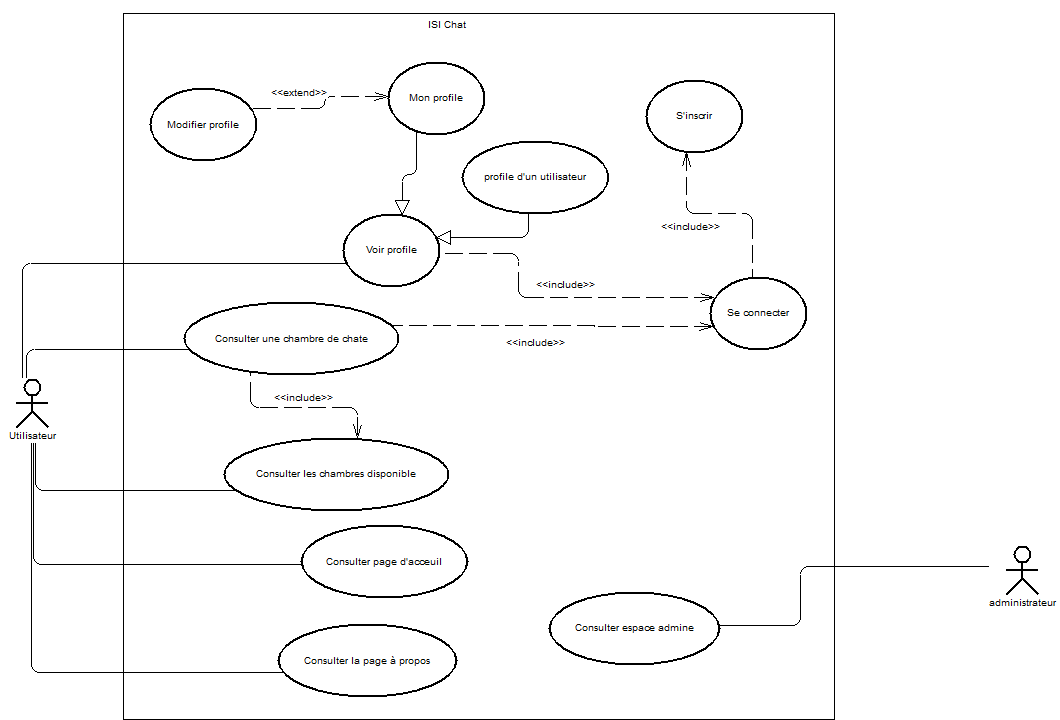 ISI Chat
<<extend>>
Mon profile
Modifier profile
S'inscrir
profile d'un utilisateur
<<include>>
Voir profile
<<include>>
Se connecter
Consulter une chambre de chate
<<include>>
<<include>>
Utilisateur
Consulter les chambres disponible
Consulter page d'acceuil
administrateur
Consulter espace admine
Consulter la page à propos